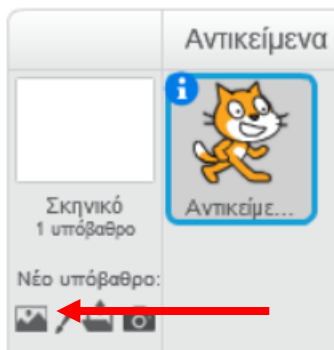 Αντικείμενα
i
Αντικείμε...
Σκηνικό
1 υπόβαθρο
Νέο υπόβαθρο: